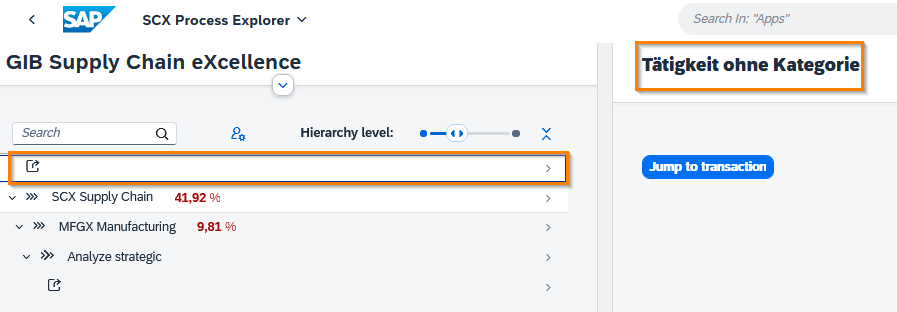 SAP
SCX Process Explorer
Search In: "Apps"
GIB Supply Chain eXcellence
Tätigkeit ohne Kategorie
Search
Hierarchy level:
Jump to transaction
SCX Supply Chain 41,92 %
MFGX Manufacturing 9,81 %
Analyze strategic